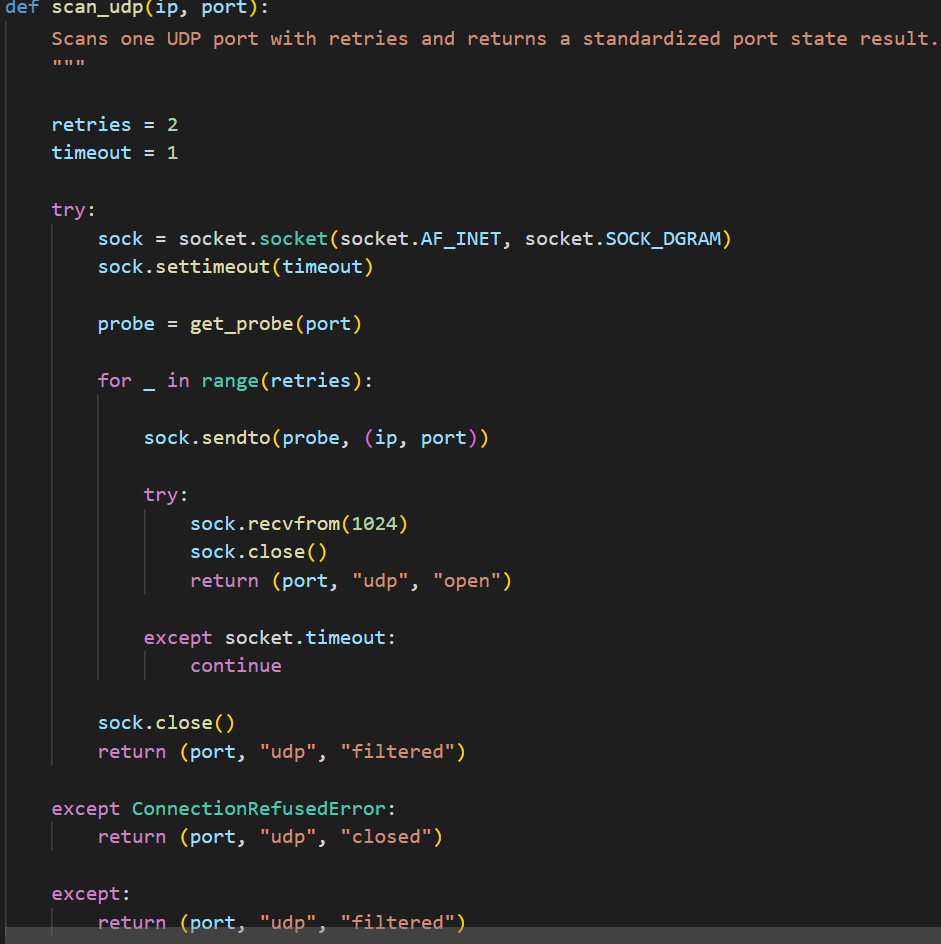 def scan_udp(ip, port):
    Scans one UDP port with retries and returns a standardized port state result.
    """

    retries = 2
    timeout = 1

    try:
        sock = socket.socket(socket.AF_INET, socket.SOCK_DGRAM)
        sock.settimeout(timeout)

        probe = get_probe(port)

        for _ in range(retries):

            sock.sendto(probe, (ip, port))

            try:
                sock.recvfrom(1024)
                sock.close()
                return (port, "udp", "open")

            except socket.timeout:
                continue

        sock.close()
        return (port, "udp", "filtered")

    except ConnectionRefusedError:
        return (port, "udp", "closed")

    except:
        return (port, "udp", "filtered")